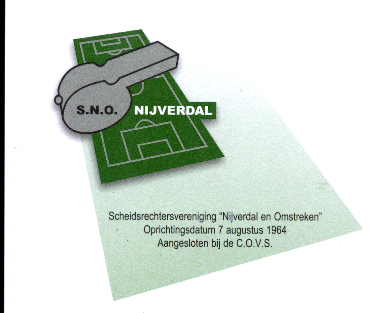 S.N.O. NIJVERDAL
Scheidsrechtersvereniging "Nijverdal en Omstreken"
Oprichtingsdatum 7 augustus 1964
Aangesloten bij de C.O.V.S.